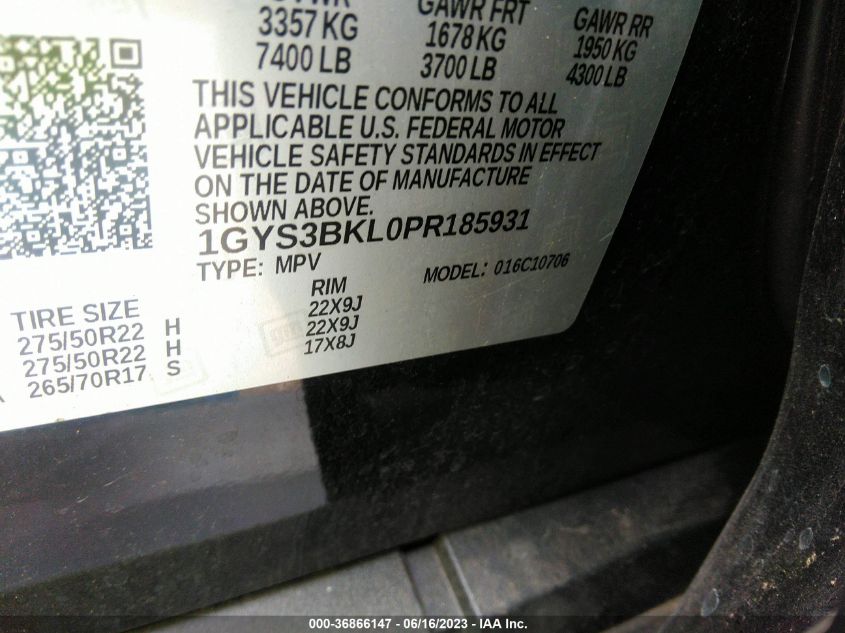 3357 KG
7400 LB
GAWR FRT
1678 KG
3700 LB
GAWR RR
1950 KG
4300 LB
THIS VEHICLE CONFORMS TO ALL
APPLICABLE U.S. FEDERAL MOTOR
VEHICLE SAFETY STANDARDS IN EFFECT
ON THE DATE OF MANUFACTURE
SHOWN ABOVE.
1GYS3BKL0PR185931
TYPE: MPV MODEL: 016C10706
TIRE SIZE RIM
275/50R22 H 22X9J
275/50R22 H 22X9J
265/70R17 S 17X8J
000-36866147 - 06/16/2023 - IAA Inc.